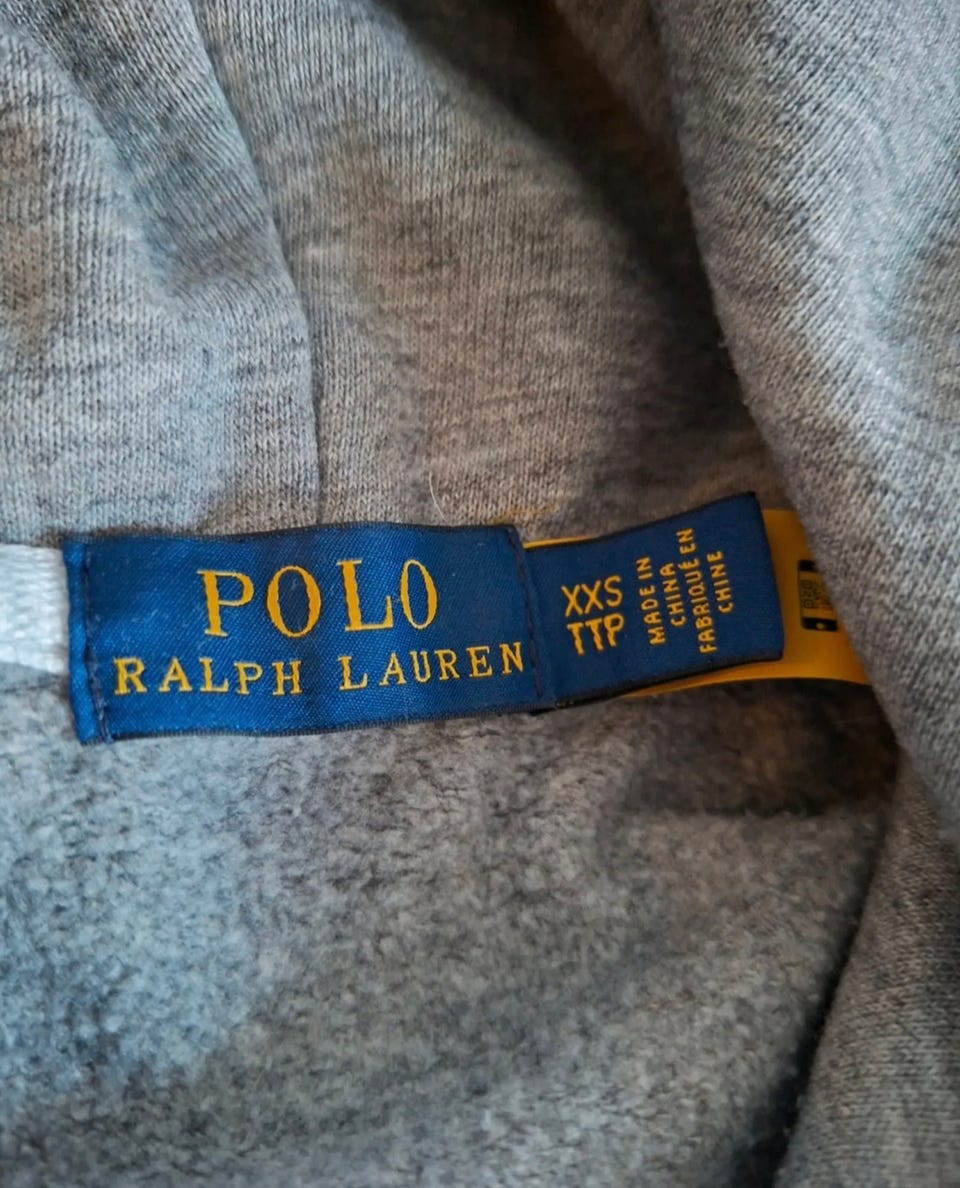 POLO
RALPH LAUREN
XXS
TTP
MADE IN
CHINA
FABRIQUÉ EN
CHINE